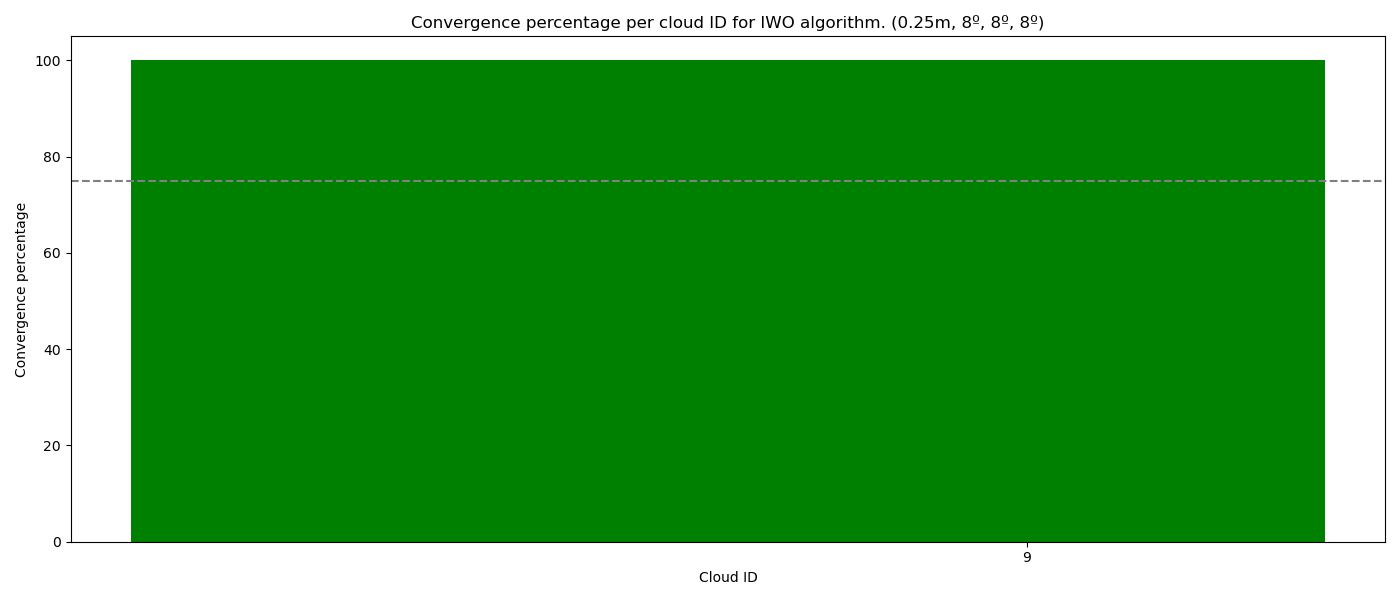 Convergence percentage per cloud ID for IWO algorithm. (0.25m, 8º, 8º, 8º)
100
80
60
40
20
0
Convergence percentage
9
Cloud ID